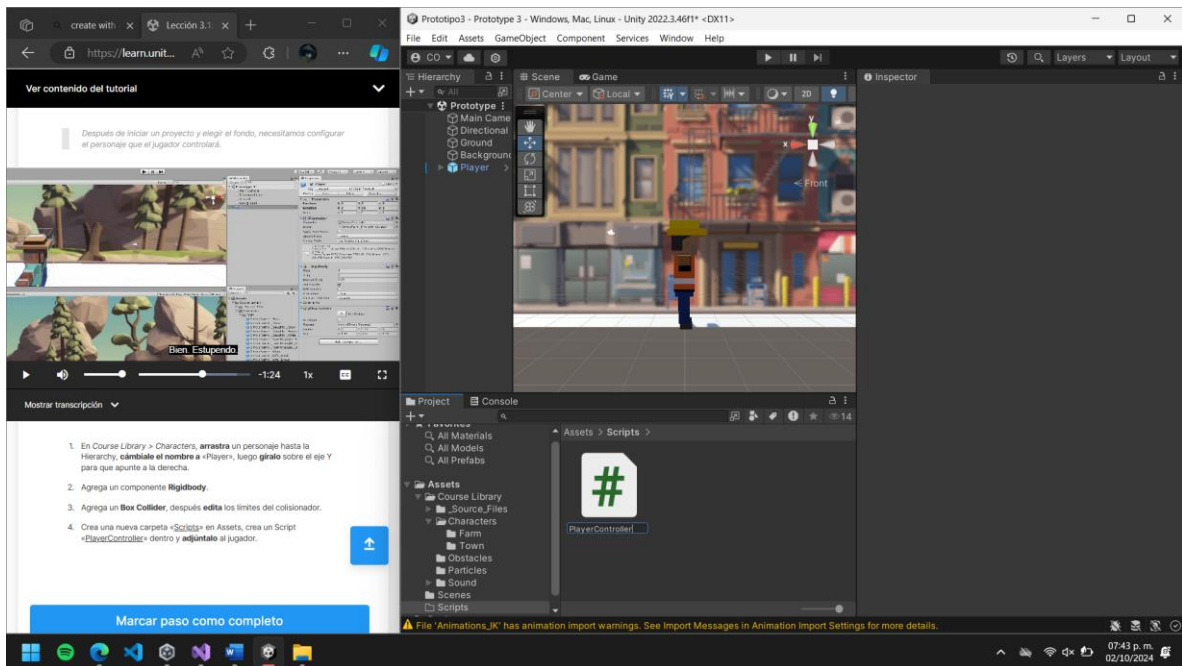 create with
Lección 3.1
https://learn.unit...
Ver contenido del tutorial
Después de iniciar un proyecto y elegir el fondo, necesitamos configurar
el personaje que el jugador controlará.
Bien. Estupendo.
-1:24
1x
Mostrar transcripción
1. En Course Library > Characters, arrastra un personaje hasta la
Hierarchy, cámbiale el nombre a «Player», luego gíralo sobre el eje Y
para que apunte a la derecha.
2. Agrega un componente Rigidbody.
3. Agrega un Box Collider, después edita los límites del colisionador.
4. Crea una nueva carpeta «Scripts» en Assets, crea un Script
«PlayerController» dentro y adjúntalo al jugador.
Marcar paso como completo
Prototipo3 - Prototype 3 - Windows, Mac, Linux - Unity 2022.3.46f1* <DX11>
File Edit Assets GameObject Component Services Window Help
CO
Layers
Layout
Hierarchy
All
Prototype
Main Came
Directional
Ground
Background
Player
Scene
Game
Center
Local
2D
y
x
Front
Inspector
Project
Console
14
Favorites
All Materials
All Models
All Prefabs
Assets
Course Library
_Source_Files
Characters
Farm
Town
Obstacles
Particles
Sound
Scenes
Scripts
Assets > Scripts >
#
PlayerController
File 'Animations_IK' has animation import warnings. See Import Messages in Animation Import Settings for more details.
07:43 p. m.
02/10/2024